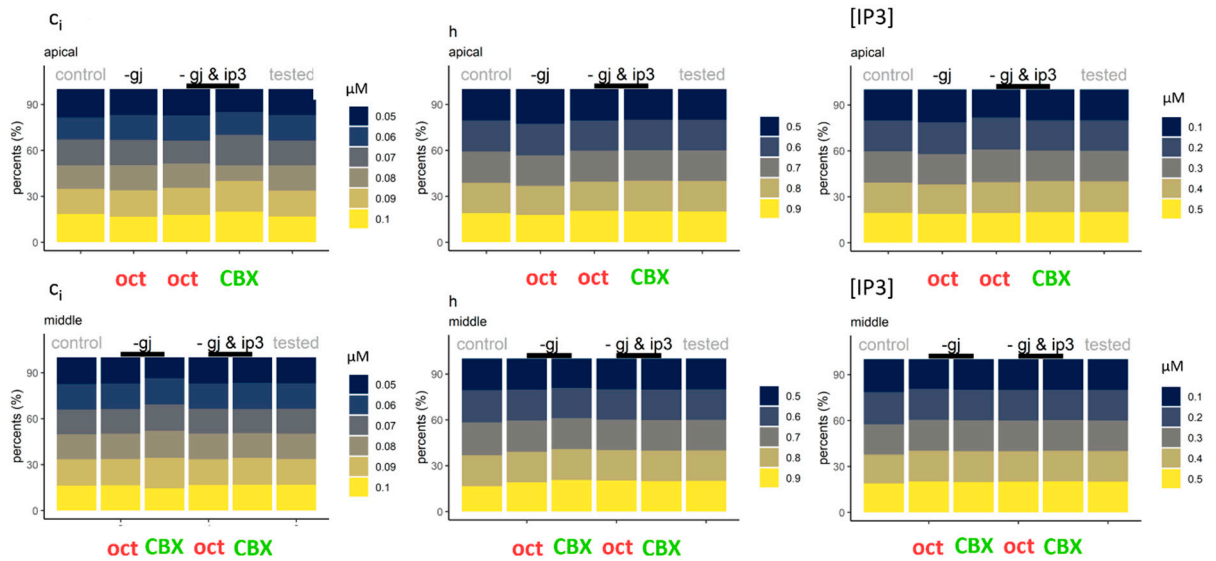 c_i
apical
control -gj - gj & ip3 tested
percents (%)
90
60
30
0
μM
0.05
0.06
0.07
0.08
0.09
0.1
oct oct CBX
h
apical
control -gj - gj & ip3 tested
percents (%)
90
60
30
0
0.5
0.6
0.7
0.8
0.9
oct oct CBX
[IP3]
apical
control -gj - gj & ip3 tested
percents (%)
90
60
30
0
μM
0.1
0.2
0.3
0.4
0.5
oct oct CBX
c_i
middle
control -gj - gj & ip3 tested
percents (%)
90
60
30
0
μM
0.05
0.06
0.07
0.08
0.09
0.1
oct CBX oct CBX
h
middle
control -gj - gj & ip3 tested
percents (%)
90
60
30
0
0.5
0.6
0.7
0.8
0.9
oct CBX oct CBX
[IP3]
middle
control -gj - gj & ip3 tested
percents (%)
90
60
30
0
μM
0.1
0.2
0.3
0.4
0.5
oct CBX oct CBX